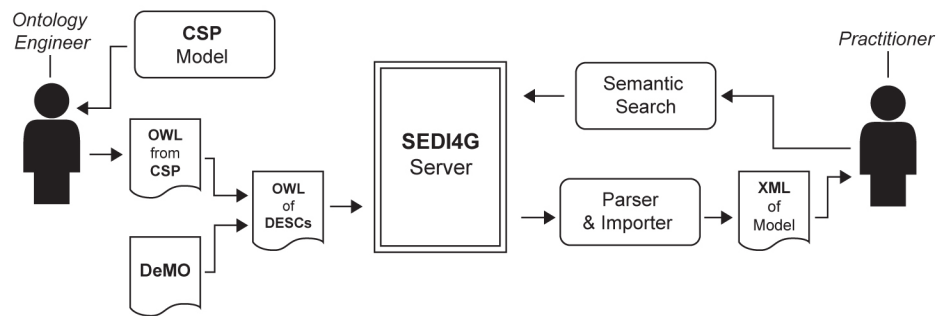 Ontology
Engineer
CSP
Model
OWL
from
CSP
DeMO
OWL
of
DESCs
SEDI4G
Server
Semantic
Search
Parser
& Importer
XML
of
Model
Practitioner